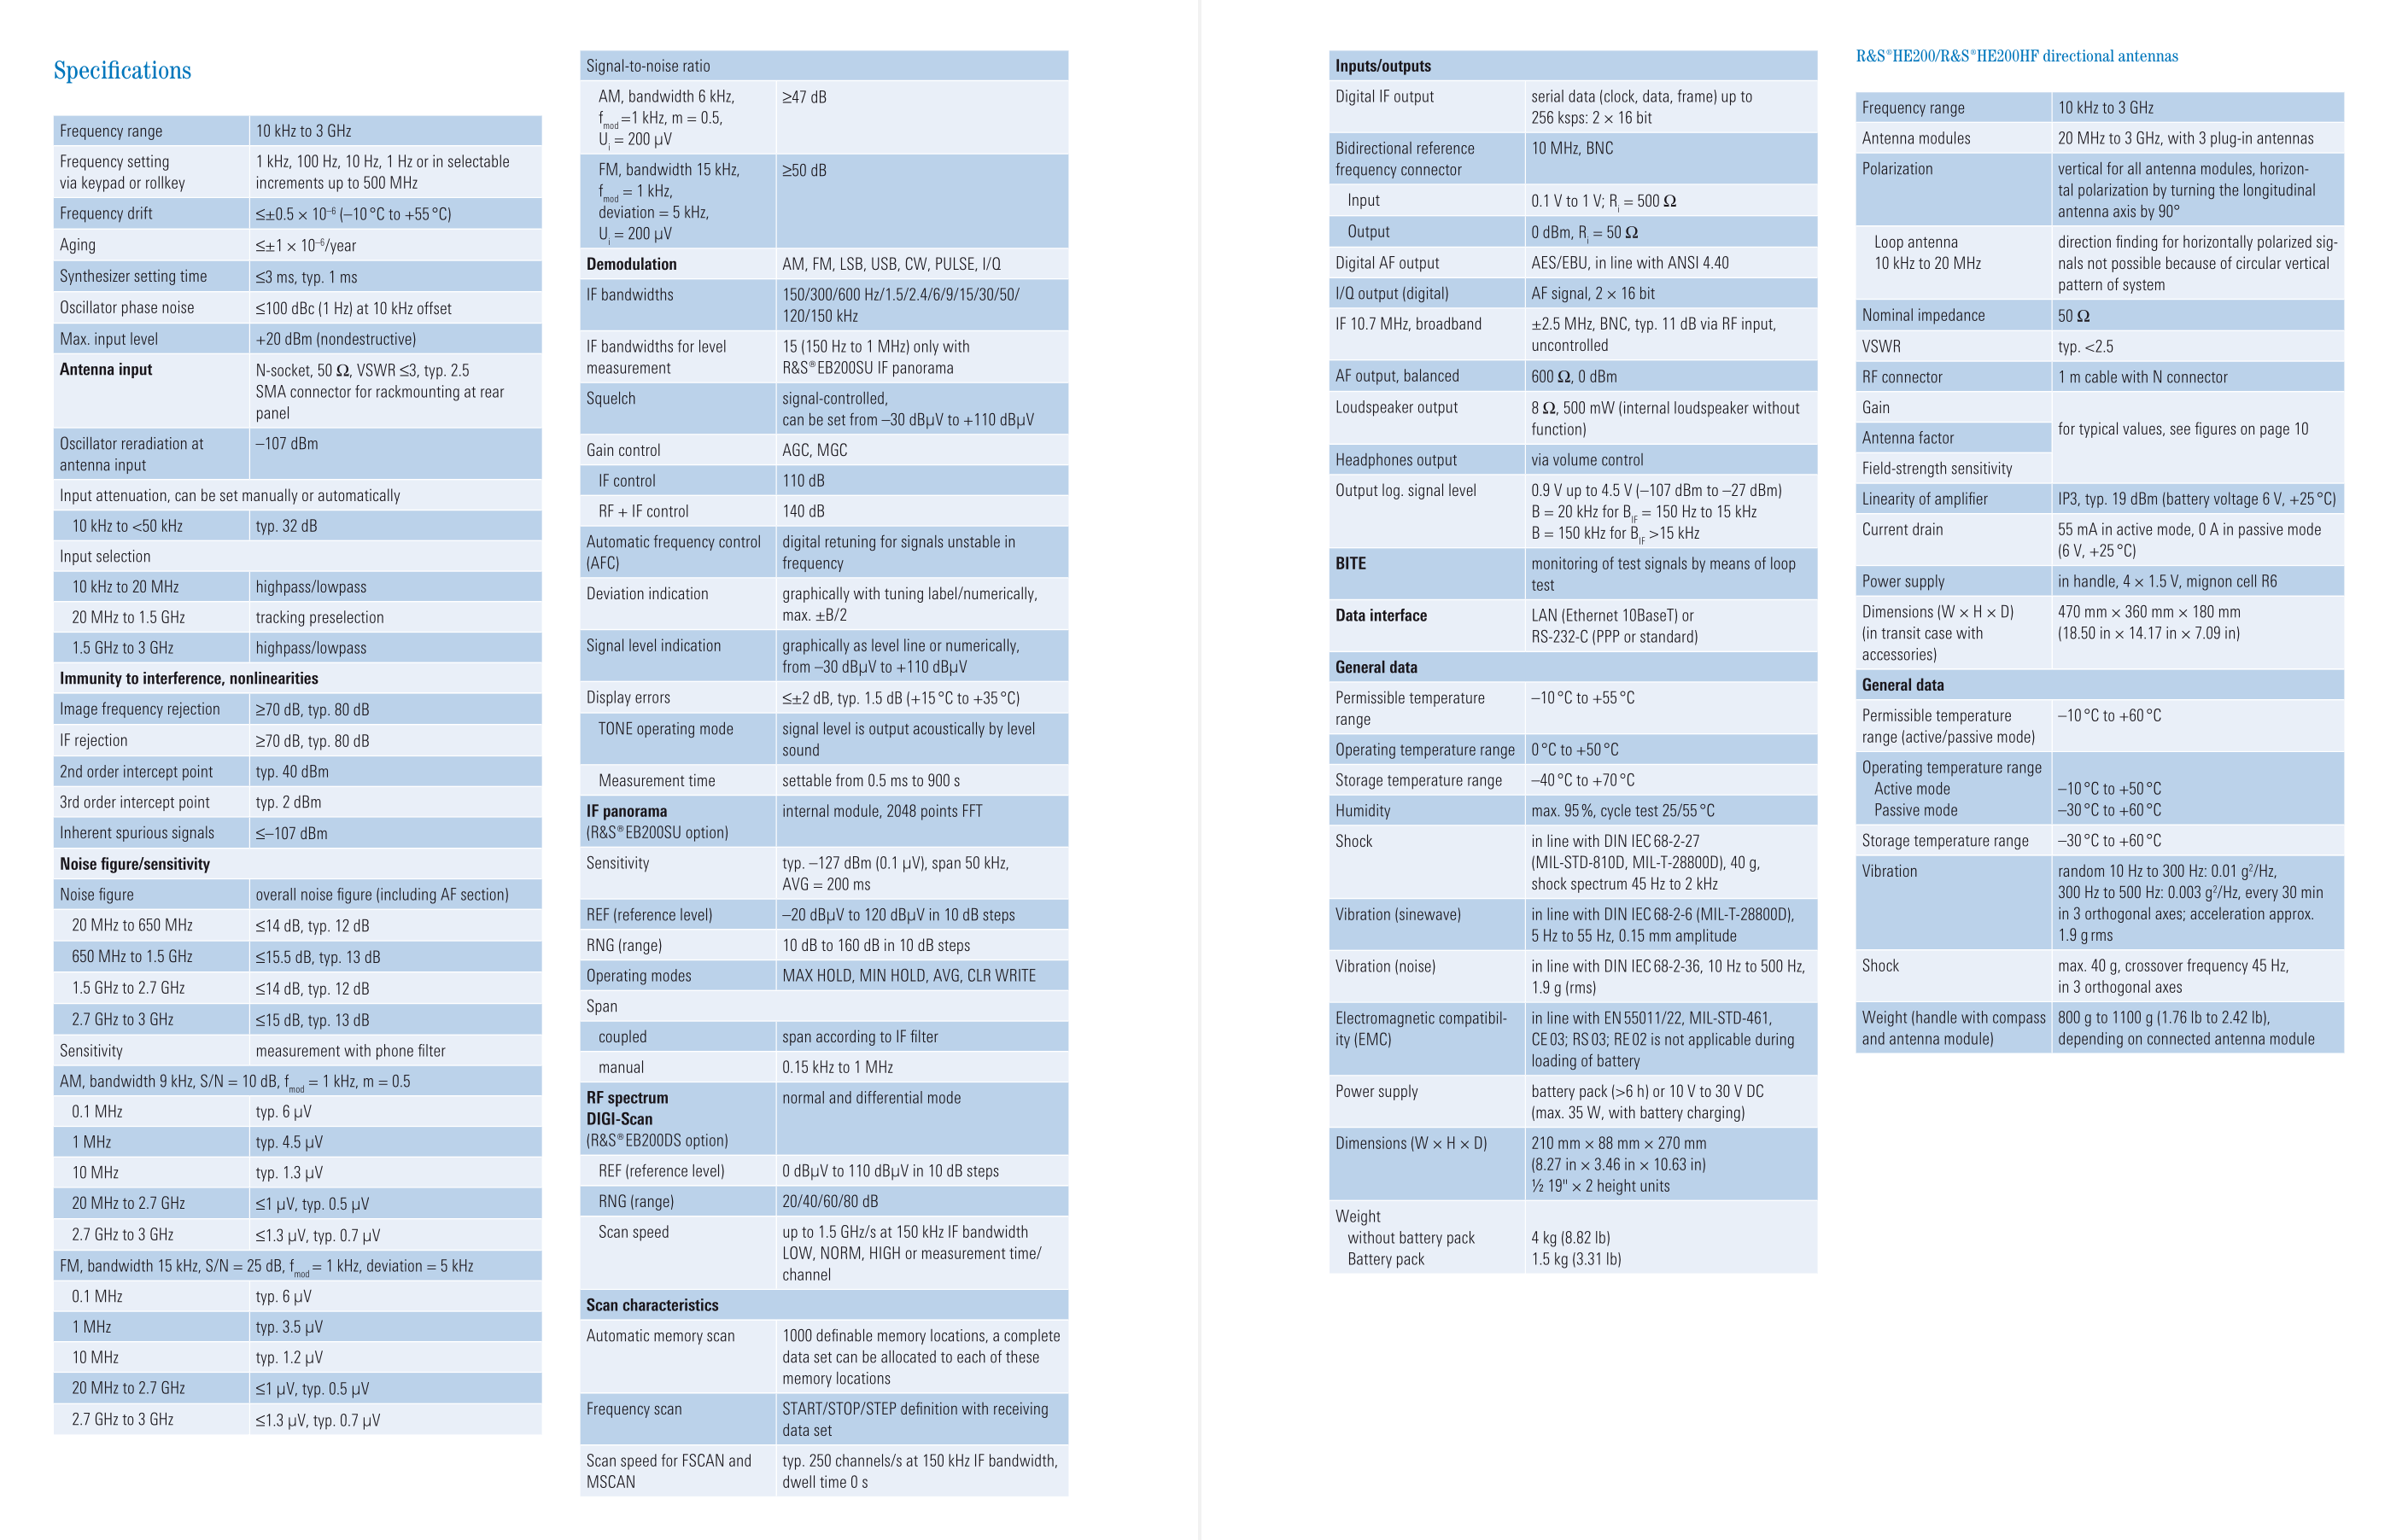 Specifications
Frequency range 10 kHz to 3 GHz
Frequency setting 1 kHz, 100 Hz, 10 Hz, 1 Hz or in selectable
via keypad or rollkey increments up to 500 MHz
Frequency drift ≤±0.5 × 10⁻⁶ (–10 °C to +55 °C)
Aging ≤±1 × 10⁻⁶/year
Synthesizer setting time ≤3 ms, typ. 1 ms
Oscillator phase noise ≤100 dBc (1 Hz) at 10 kHz offset
Max. input level +20 dBm (nondestructive)
Antenna input N-socket, 50 Ω, VSWR ≤3, typ. 2.5
SMA connector for rackmounting at rear
panel
Oscillator reradiation at –107 dBm
antenna input
Input attenuation, can be set manually or automatically
10 kHz to <50 kHz typ. 32 dB
Input selection
10 kHz to 20 MHz highpass/lowpass
20 MHz to 1.5 GHz tracking preselection
1.5 GHz to 3 GHz highpass/lowpass
Immunity to interference, nonlinearities
Image frequency rejection ≥70 dB, typ. 80 dB
IF rejection ≥70 dB, typ. 80 dB
2nd order intercept point typ. 40 dBm
3rd order intercept point typ. 2 dBm
Inherent spurious signals ≤–107 dBm
Noise figure/sensitivity
Noise figure overall noise figure (including AF section)
20 MHz to 650 MHz ≤14 dB, typ. 12 dB
650 MHz to 1.5 GHz ≤15.5 dB, typ. 13 dB
1.5 GHz to 2.7 GHz ≤14 dB, typ. 12 dB
2.7 GHz to 3 GHz ≤15 dB, typ. 13 dB
Sensitivity measurement with phone filter
AM, bandwidth 9 kHz, S/N = 10 dB, fmod = 1 kHz, m = 0.5
0.1 MHz typ. 6 µV
1 MHz typ. 4.5 µV
10 MHz typ. 1.3 µV
20 MHz to 2.7 GHz ≤1 µV, typ. 0.5 µV
2.7 GHz to 3 GHz ≤1.3 µV, typ. 0.7 µV
FM, bandwidth 15 kHz, S/N = 25 dB, fmod = 1 kHz, deviation = 5 kHz
0.1 MHz typ. 6 µV
1 MHz typ. 3.5 µV
10 MHz typ. 1.2 µV
20 MHz to 2.7 GHz ≤1 µV, typ. 0.5 µV
2.7 GHz to 3 GHz ≤1.3 µV, typ. 0.7 µV
Signal-to-noise ratio
AM, bandwidth 6 kHz, ≥47 dB
fmod =1 kHz, m = 0.5,
Ui = 200 µV
FM, bandwidth 15 kHz, ≥50 dB
fmod = 1 kHz,
deviation = 5 kHz,
Ui = 200 µV
Demodulation AM, FM, LSB, USB, CW, PULSE, I/Q
IF bandwidths 150/300/600 Hz/1.5/2.4/6/9/15/30/50/
120/150 kHz
IF bandwidths for level 15 (150 Hz to 1 MHz) only with
measurement R&S®EB200SU IF panorama
Squelch signal-controlled,
can be set from –30 dBµV to +110 dBµV
Gain control AGC, MGC
IF control 110 dB
RF + IF control 140 dB
Automatic frequency control digital retuning for signals unstable in
(AFC) frequency
Deviation indication graphically with tuning label/numerically,
max. ±B/2
Signal level indication graphically as level line or numerically,
from –30 dBµV to +110 dBµV
Display errors ≤±2 dB, typ. 1.5 dB (+15 °C to +35 °C)
TONE operating mode signal level is output acoustically by level
sound
Measurement time settable from 0.5 ms to 900 s
IF panorama internal module, 2048 points FFT
(R&S®EB200SU option)
Sensitivity typ. –127 dBm (0.1 µV), span 50 kHz,
AVG = 200 ms
REF (reference level) –20 dBµV to 120 dBµV in 10 dB steps
RNG (range) 10 dB to 160 dB in 10 dB steps
Operating modes MAX HOLD, MIN HOLD, AVG, CLR WRITE
Span
coupled span according to IF filter
manual 0.15 kHz to 1 MHz
RF spectrum normal and differential mode
DIGI-Scan
(R&S®EB200DS option)
REF (reference level) 0 dBµV to 110 dBµV in 10 dB steps
RNG (range) 20/40/60/80 dB
Scan speed up to 1.5 GHz/s at 150 kHz IF bandwidth
LOW, NORM, HIGH or measurement time/
channel
Scan characteristics
Automatic memory scan 1000 definable memory locations, a complete
data set can be allocated to each of these
memory locations
Frequency scan START/STOP/STEP definition with receiving
data set
Scan speed for FSCAN and typ. 250 channels/s at 150 kHz IF bandwidth,
MSCAN dwell time 0 s
Inputs/outputs
Digital IF output serial data (clock, data, frame) up to
256 ksps: 2 × 16 bit
Bidirectional reference 10 MHz, BNC
frequency connector
Input 0.1 V to 1 V; Ri = 500 Ω
Output 0 dBm, Ri = 50 Ω
Digital AF output AES/EBU, in line with ANSI 4.40
I/Q output (digital) AF signal, 2 × 16 bit
IF 10.7 MHz, broadband ±2.5 MHz, BNC, typ. 11 dB via RF input,
uncontrolled
AF output, balanced 600 Ω, 0 dBm
Loudspeaker output 8 Ω, 500 mW (internal loudspeaker without
function)
Headphones output via volume control
Output log. signal level 0.9 V up to 4.5 V (–107 dBm to –27 dBm)
B = 20 kHz for BIF = 150 Hz to 15 kHz
B = 150 kHz for BIF >15 kHz
BITE monitoring of test signals by means of loop
test
Data interface LAN (Ethernet 10BaseT) or
RS-232-C (PPP or standard)
General data
Permissible temperature –10 °C to +55 °C
range
Operating temperature range 0 °C to +50 °C
Storage temperature range –40 °C to +70 °C
Humidity max. 95 %, cycle test 25/55 °C
Shock in line with DIN IEC 68-2-27
(MIL-STD-810D, MIL-T-28800D), 40 g,
shock spectrum 45 Hz to 2 kHz
Vibration (sinewave) in line with DIN IEC 68-2-6 (MIL-T-28800D),
5 Hz to 55 Hz, 0.15 mm amplitude
Vibration (noise) in line with DIN IEC 68-2-36, 10 Hz to 500 Hz,
1.9 g (rms)
Electromagnetic compatibil- in line with EN 55011/22, MIL-STD-461,
ity (EMC) CE 03; RS 03; RE 02 is not applicable during
loading of battery
Power supply battery pack (>6 h) or 10 V to 30 V DC
(max. 35 W, with battery charging)
Dimensions (W × H × D) 210 mm × 88 mm × 270 mm
(8.27 in × 3.46 in × 10.63 in)
½ 19" × 2 height units
Weight
without battery pack 4 kg (8.82 lb)
Battery pack 1.5 kg (3.31 lb)
R&S®HE200/R&S®HE200HF directional antennas
Frequency range 10 kHz to 3 GHz
Antenna modules 20 MHz to 3 GHz, with 3 plug-in antennas
Polarization vertical for all antenna modules, horizon-
tal polarization by turning the longitudinal
antenna axis by 90°
Loop antenna direction finding for horizontally polarized sig-
10 kHz to 20 MHz nals not possible because of circular vertical
pattern of system
Nominal impedance 50 Ω
VSWR typ. <2.5
RF connector 1 m cable with N connector
Gain
Antenna factor for typical values, see figures on page 10
Field-strength sensitivity
Linearity of amplifier IP3, typ. 19 dBm (battery voltage 6 V, +25 °C)
Current drain 55 mA in active mode, 0 A in passive mode
(6 V, +25 °C)
Power supply in handle, 4 × 1.5 V, mignon cell R6
Dimensions (W × H × D) 470 mm × 360 mm × 180 mm
(in transit case with (18.50 in × 14.17 in × 7.09 in)
accessories)
General data
Permissible temperature –10 °C to +60 °C
range (active/passive mode)
Operating temperature range
Active mode –10 °C to +50 °C
Passive mode –30 °C to +60 °C
Storage temperature range –30 °C to +60 °C
Vibration random 10 Hz to 300 Hz: 0.01 g²/Hz,
300 Hz to 500 Hz: 0.003 g²/Hz, every 30 min
in 3 orthogonal axes; acceleration approx.
1.9 g rms
Shock max. 40 g, crossover frequency 45 Hz,
in 3 orthogonal axes
Weight (handle with compass 800 g to 1100 g (1.76 lb to 2.42 lb),
and antenna module) depending on connected antenna module